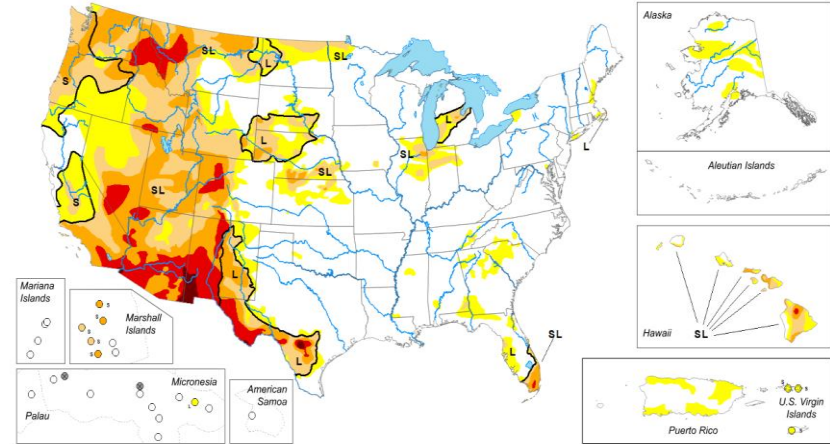 Alaska
Aleutian Islands
SL
SL
L
S
L
L
L
SL
SL
SL
S
L
L
L
SL
Hawaii
SL
Mariana
Islands
Marshall
Islands
S
S
S
S
S
Micronesia
L
Palau
American
Samoa
Puerto Rico
S
S
U.S. Virgin
Islands
S